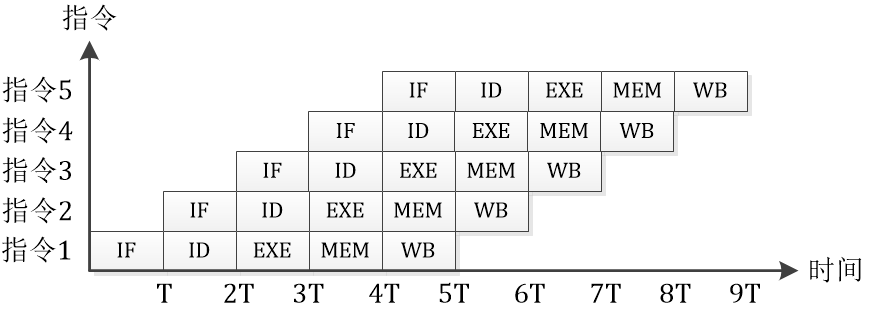 指令
指令5 IF ID EXE MEM WB
指令4 IF ID EXE MEM WB
指令3 IF ID EXE MEM WB
指令2 IF ID EXE MEM WB
指令1 IF ID EXE MEM WB
时间
T 2T 3T 4T 5T 6T 7T 8T 9T